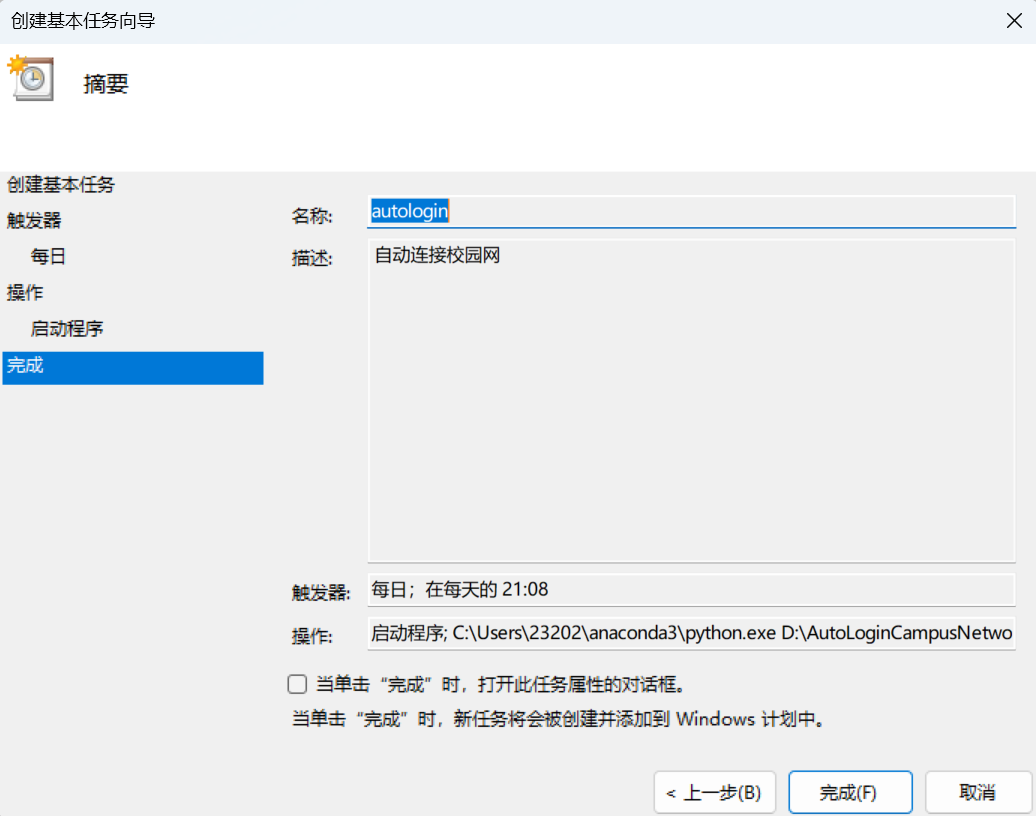 创建基本任务向导
摘要
创建基本任务
触发器
每日
操作
启动程序
完成
名称: autologin
描述: 自动连接校园网
触发器: 每日；在每天的 21:08
操作: 启动程序; C:\Users\23202\anaconda3\python.exe D:\AutoLoginCampusNetwo
当单击“完成”时，打开此任务属性的对话框。
当单击“完成”时，新任务将会被创建并添加到 Windows 计划中。
< 上一步(B) 完成(F) 取消